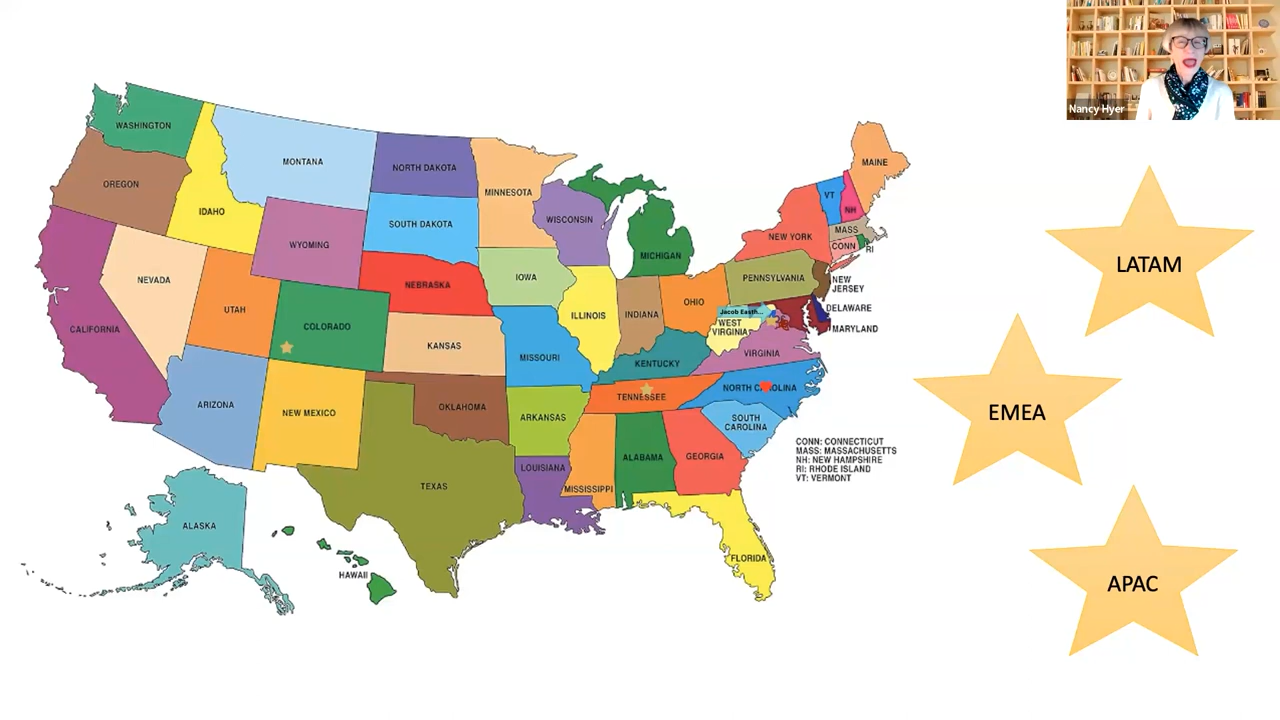 Nancy Hyer
WASHINGTON
OREGON
IDAHO
MONTANA
WYOMING
NORTH DAKOTA
SOUTH DAKOTA
MINNESOTA
WISCONSIN
MICHIGAN
MAINE
VT
NH
NEW YORK
MASS
CONN
RI
PENNSYLVANIA
NEW
JERSEY
DELAWARE
MARYLAND
NEVADA
UTAH
COLORADO
NEBRASKA
IOWA
ILLINOIS
INDIANA
OHIO
Jacob Easth...
WEST
VIRGINIA
VIRGINIA
CALIFORNIA
KANSAS
MISSOURI
KENTUCKY
ARIZONA
NEW MEXICO
OKLAHOMA
ARKANSAS
TENNESSEE
NORTH CAROLINA
SOUTH
CAROLINA
TEXAS
LOUISIANA
MISSISSIPPI
ALABAMA
GEORGIA
FLORIDA
ALASKA
HAWAII
CONN: CONNECTICUT
MASS: MASSACHUSETTS
NH: NEW HAMPSHIRE
RI: RHODE ISLAND
VT: VERMONT
LATAM
EMEA
APAC